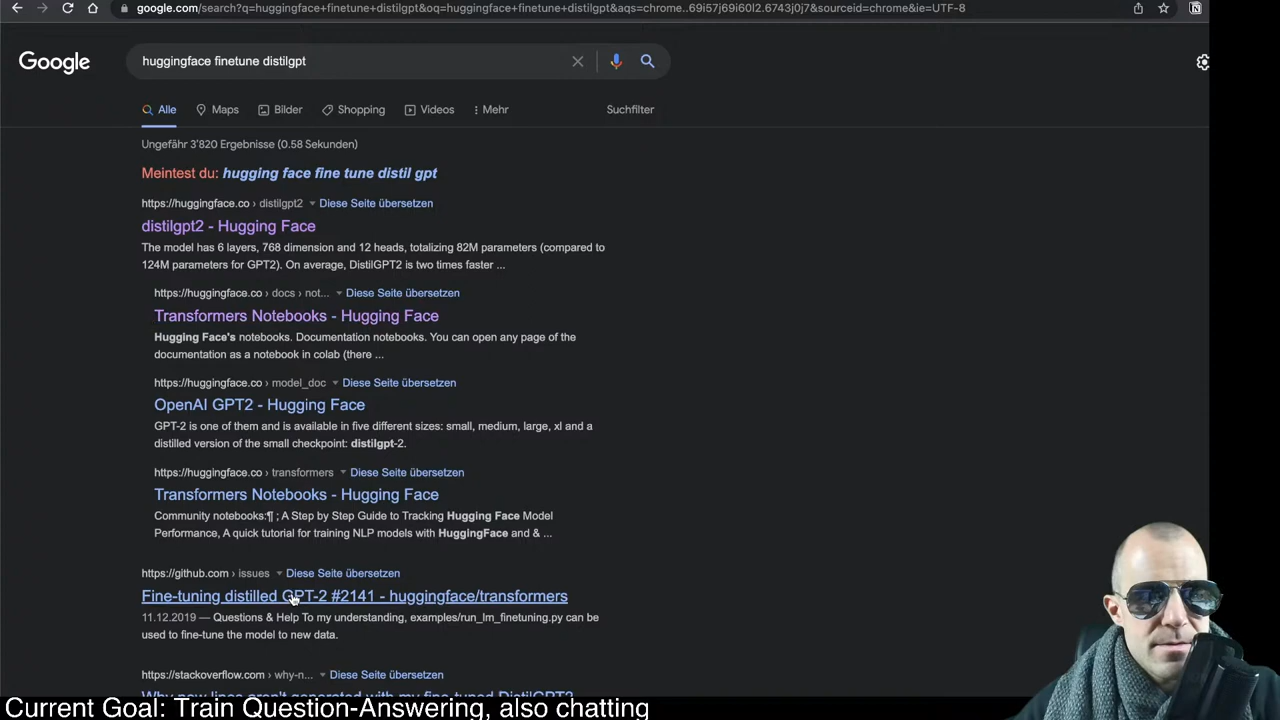 google.com/search?q=huggingface+finetune+distilgpt&oq=huggingface+finetune+distilgpt&aqs=chrome..69i57j69i60l2.6743j0j7&sourceid=chrome&ie=UTF-8
Google
huggingface finetune distilgpt
Alle Maps Bilder Shopping Videos Mehr Suchfilter
Ungefähr 3'820 Ergebnisse (0.58 Sekunden)
Meintest du: hugging face fine tune distil gpt
https://huggingface.co › distilgpt2 Diese Seite übersetzen
distilgpt2 - Hugging Face
The model has 6 layers, 768 dimension and 12 heads, totalizing 82M parameters (compared to
124M parameters for GPT2). On average, DistilGPT2 is two times faster ...
https://huggingface.co › docs › not... Diese Seite übersetzen
Transformers Notebooks - Hugging Face
Hugging Face's notebooks. Documentation notebooks. You can open any page of the
documentation as a notebook in colab (there ...
https://huggingface.co › model_doc Diese Seite übersetzen
OpenAI GPT2 - Hugging Face
GPT-2 is one of them and is available in five different sizes: small, medium, large, xl and a
distilled version of the small checkpoint: distilgpt-2.
https://huggingface.co › transformers Diese Seite übersetzen
Transformers Notebooks - Hugging Face
Community notebooks:¶ ; A Step by Step Guide to Tracking Hugging Face Model
Performance, A quick tutorial for training NLP models with HuggingFace and & ...
https://github.com › issues Diese Seite übersetzen
Fine-tuning distilled GPT-2 #2141 - huggingface/transformers
11.12.2019 — Questions & Help To my understanding, examples/run_lm_finetuning.py can be
used to fine-tune the model to new data.
https://stackoverflow.com › why-n... Diese Seite übersetzen
Why new lines aren't generated with my fine-tuned DistilGPT2
Current Goal: Train Question-Answering, also chatting